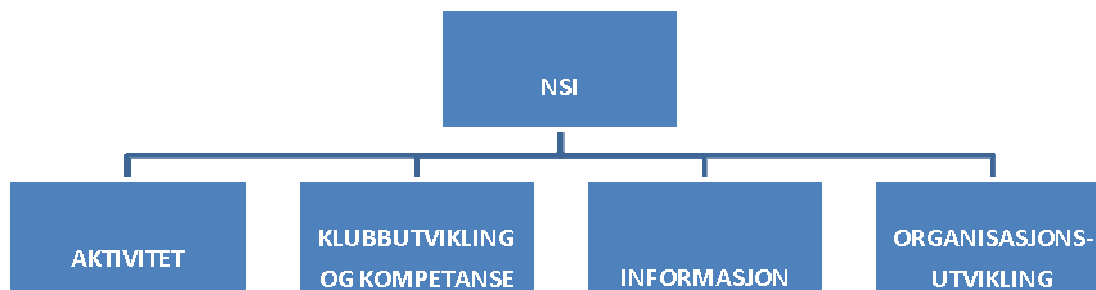 NSI
AKTIVITET
KLUBBUTVIKLING
OG KOMPETANSE
INFORMASJON
ORGANISASJONS-
UTVIKLING